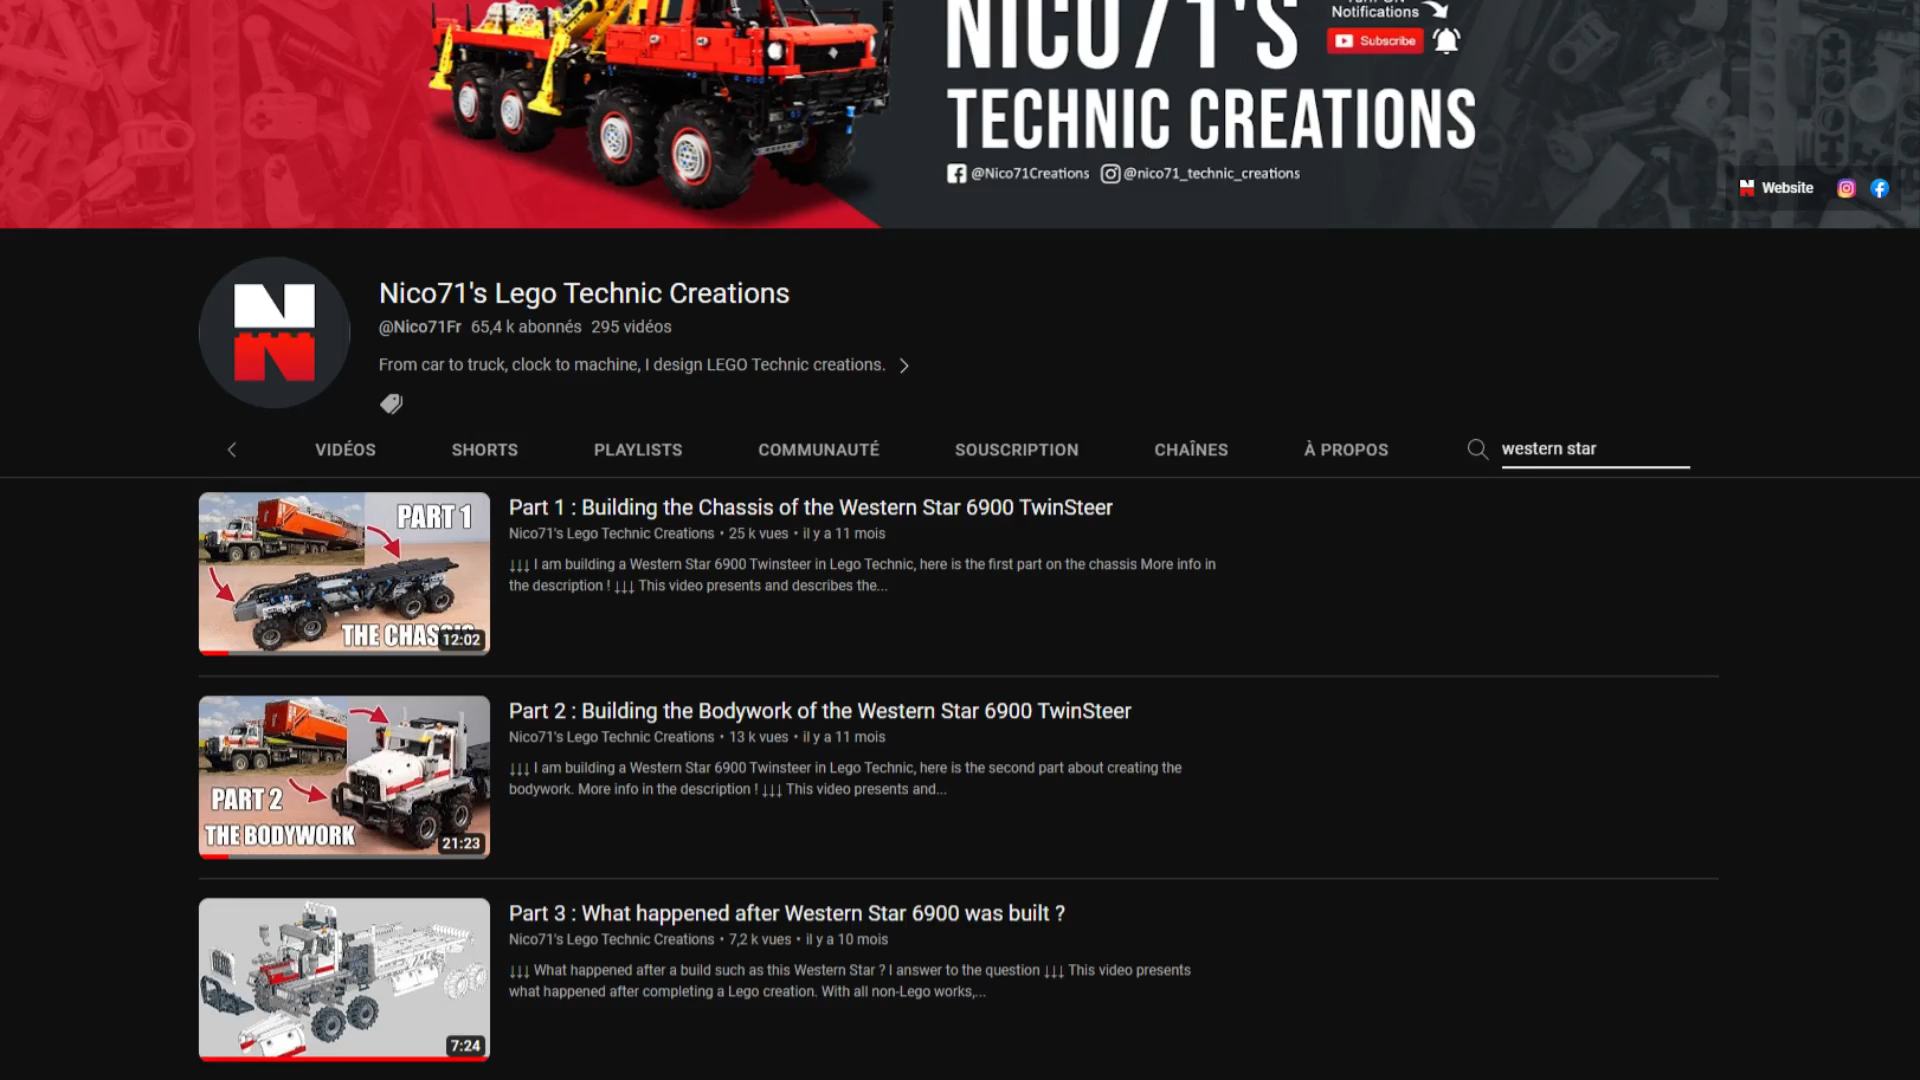 NICO71'S
Notifications
Subscribe
TECHNIC CREATIONS
@Nico71Creations @nico71_technic_creations
Website
Nico71's Lego Technic Creations
@Nico71Fr 65,4 k abonnés 295 vidéos
From car to truck, clock to machine, I design LEGO Technic creations.
VIDÉOS SHORTS PLAYLISTS COMMUNAUTÉ SOUSCRIPTION CHAÎNES À PROPOS western star
PART 1
THE CHASSIS
12:02
Part 1 : Building the Chassis of the Western Star 6900 TwinSteer
Nico71's Lego Technic Creations • 25 k vues • il y a 11 mois
↓↓↓ I am building a Western Star 6900 Twinsteer in Lego Technic, here is the first part on the chassis More info in
the description ! ↓↓↓ This video presents and describes the...
PART 2
THE BODYWORK
21:23
Part 2 : Building the Bodywork of the Western Star 6900 TwinSteer
Nico71's Lego Technic Creations • 13 k vues • il y a 11 mois
↓↓↓ I am building a Western Star 6900 Twinsteer in Lego Technic, here is the second part about creating the
bodywork. More info in the description ! ↓↓↓ This video presents and...
7:24
Part 3 : What happened after Western Star 6900 was built ?
Nico71's Lego Technic Creations • 7,2 k vues • il y a 10 mois
↓↓↓ What happened after a build such as this Western Star ? I answer to the question ↓↓↓ This video presents
what happened after completing a Lego creation. With all non-Lego works,...